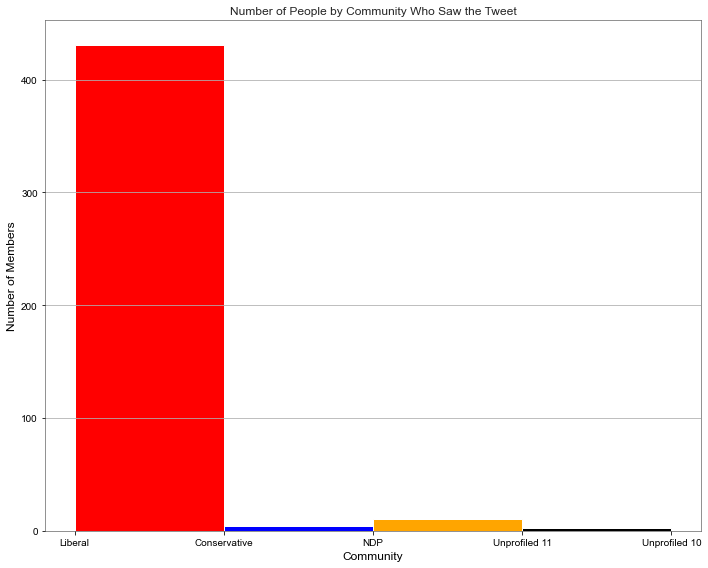 Number of People by Community Who Saw the Tweet
Number of Members
400
300
200
100
0
Liberal Conservative NDP Unprofiled 11 Unprofiled 10
Community